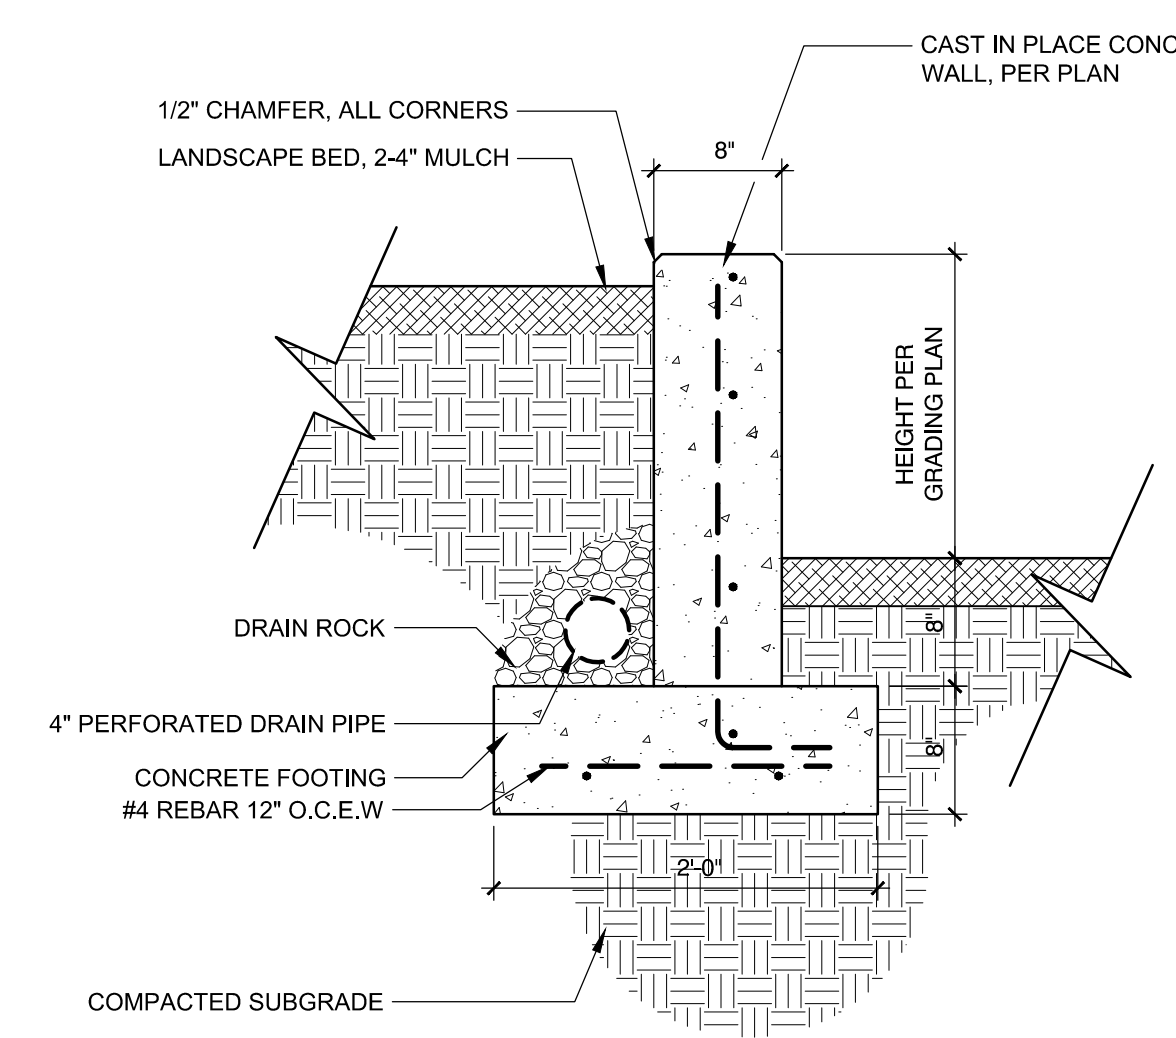 CAST IN PLACE CONC
WALL, PER PLAN
1/2" CHAMFER, ALL CORNERS
LANDSCAPE BED, 2-4" MULCH
8"
HEIGHT PER
GRADING PLAN
DRAIN ROCK
8"
4" PERFORATED DRAIN PIPE
8"
CONCRETE FOOTING
#4 REBAR 12" O.C.E.W
2'-0"
COMPACTED SUBGRADE